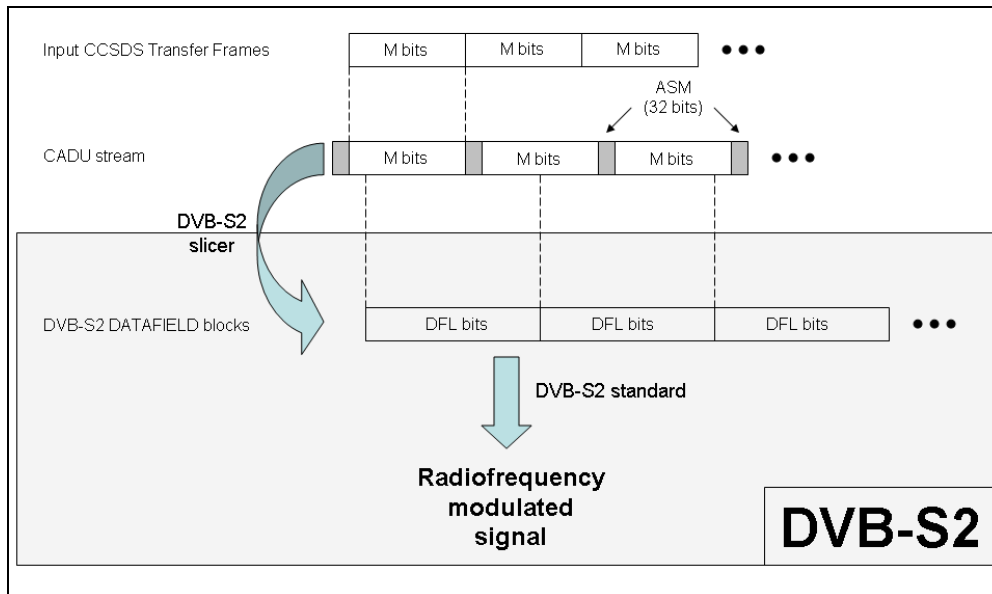 Input CCSDS Transfer Frames
M bits M bits M bits
ASM
(32 bits)
CADU stream
M bits M bits M bits
DVB-S2
slicer
DVB-S2 DATAFIELD blocks
DFL bits DFL bits DFL bits
DVB-S2 standard
Radiofrequency
modulated
signal
DVB-S2